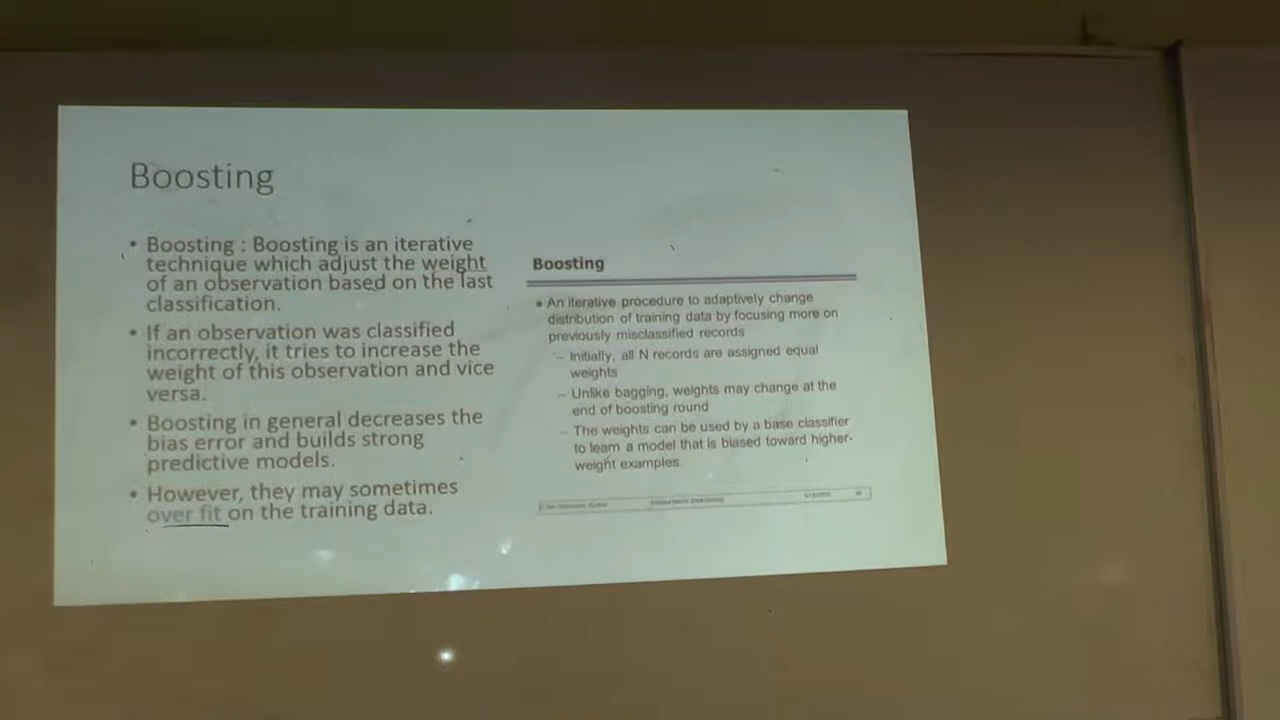 Boosting
• Boosting : Boosting is an iterative
technique which adjust the weight
of an observation based on the last
classification.
• If an observation was classified
incorrectly, it tries to increase the
weight of this observation and vice
versa.
• Boosting in general decreases the
bias error and builds strong
predictive models.
• However, they may sometimes
over fit on the training data.
Boosting
• An iterative procedure to adaptively change
distribution of training data by focusing more on
previously misclassified records
– Initially, all N records are assigned equal
weights
– Unlike bagging, weights may change at the
end of boosting round
– The weights can be used by a base classifier
to learn a model that is biased toward higher-
weight examples